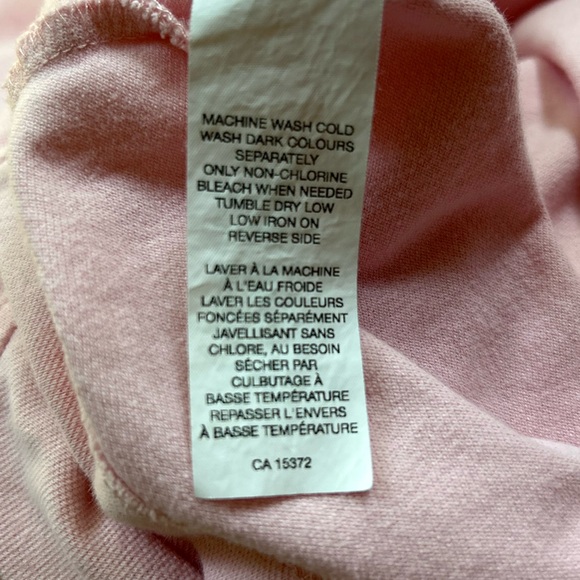 MACHINE WASH COLD
WASH DARK COLOURS
SEPARATELY
ONLY NON-CHLORINE
BLEACH WHEN NEEDED
TUMBLE DRY LOW
LOW IRON ON
REVERSE SIDE
LAVER À LA MACHINE
À L'EAU FROIDE
LAVER LES COULEURS
FONCÉES SÉPARÉMENT
JAVELLISANT SANS
CHLORE, AU BESOIN
SÉCHER PAR
CULBUTAGE À
BASSE TEMPÉRATURE
REPASSER L'ENVERS
À BASSE TEMPÉRATURE
CA 15372